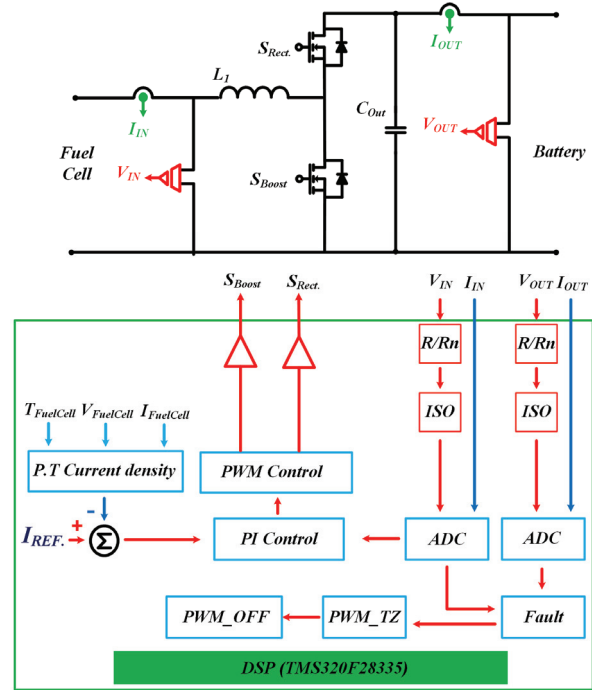 I_OUT
S_Rect.
L_1
I_IN
C_Out
V_OUT
Fuel
Cell
V_IN
S_Boost
Battery
S_Boost
S_Rect.
V_IN
I_IN
V_OUT
I_OUT
R/Rn
R/Rn
ISO
ISO
T_FuelCell
V_FuelCell
I_FuelCell
P.T Current density
PWM Control
-
+
I_REF.
Σ
PI Control
ADC
ADC
PWM_OFF
PWM_TZ
Fault
DSP (TMS320F28335)